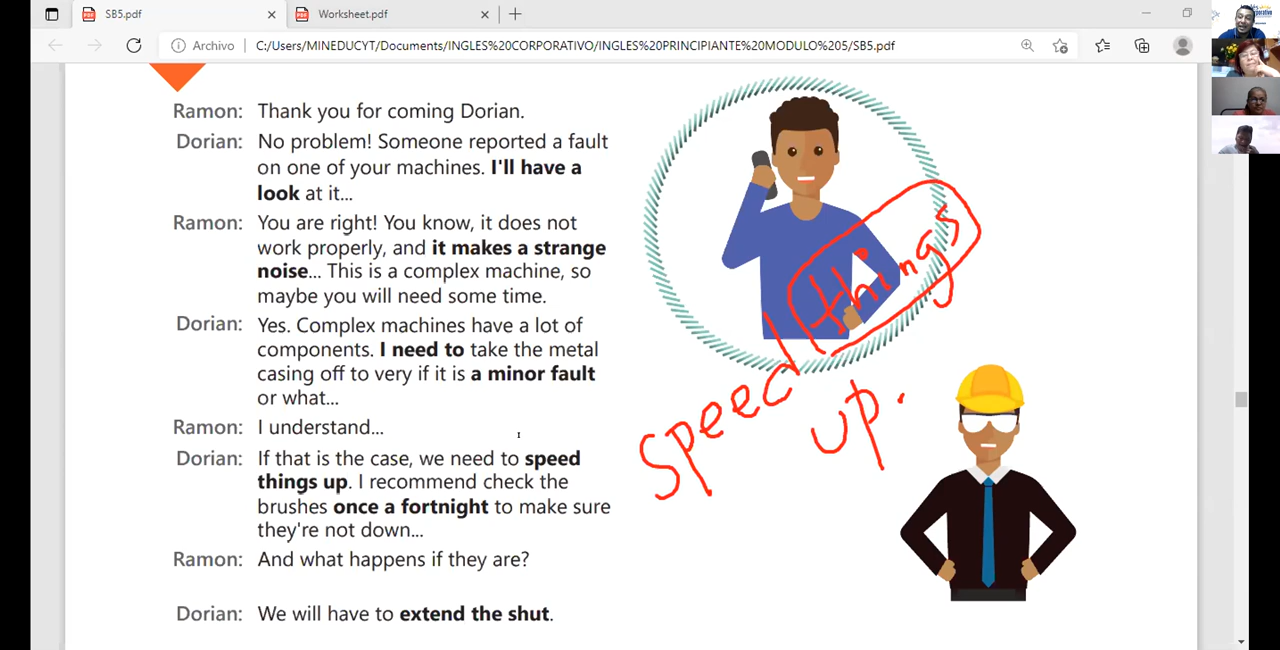 SB5.pdf
Worksheet.pdf
Archivo
C:/Users/MINEDUCYT/Documents/INGLES%20CORPORATIVO/INGLES%20PRINCIPIANTE%20MODULO%205/SB5.pdf
Ramon: Thank you for coming Dorian.
Dorian: No problem! Someone reported a fault
on one of your machines. I'll have a
look at it...
Ramon: You are right! You know, it does not
work properly, and it makes a strange
noise... This is a complex machine, so
maybe you will need some time.
Dorian: Yes. Complex machines have a lot of
components. I need to take the metal
casing off to very if it is a minor fault
or what...
Ramon: I understand...
Dorian: If that is the case, we need to speed
things up. I recommend check the
brushes once a fortnight to make sure
they're not down...
Ramon: And what happens if they are?
Dorian: We will have to extend the shut.
speed things
up.